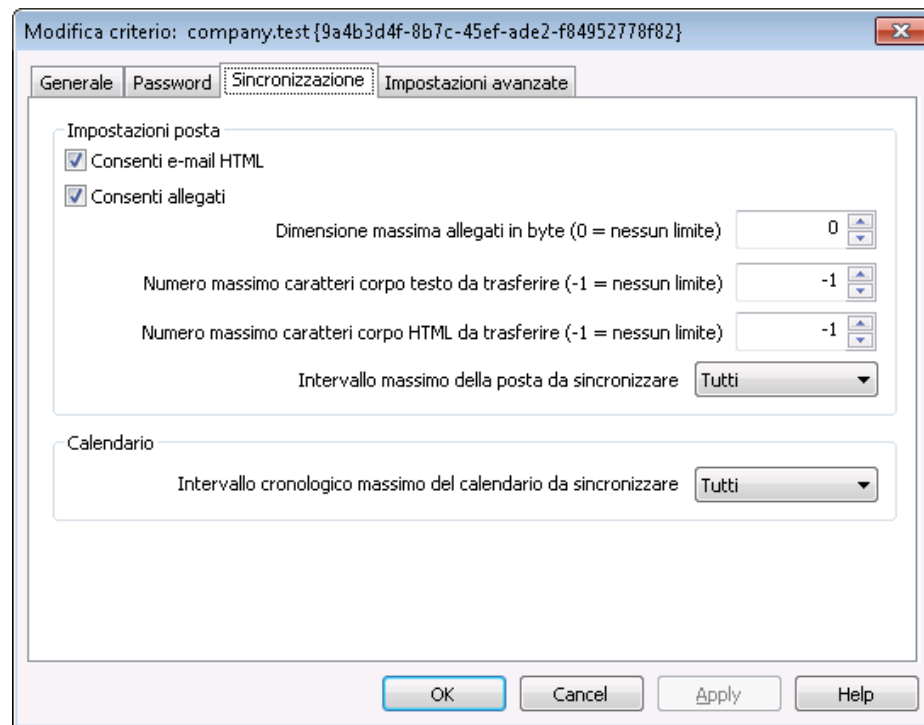 Modifica criterio: company.test {9a4b3d4f-8b7c-45ef-ade2-f84952778f82}
Generale Password Sincronizzazione Impostazioni avanzate
Impostazioni posta
Consenti e-mail HTML
Consenti allegati
Dimensione massima allegati in byte (0 = nessun limite) 0
Numero massimo caratteri corpo testo da trasferire (-1 = nessun limite) -1
Numero massimo caratteri corpo HTML da trasferire (-1 = nessun limite) -1
Intervallo massimo della posta da sincronizzare Tutti
Calendario
Intervallo cronologico massimo del calendario da sincronizzare Tutti
OK Cancel Apply Help